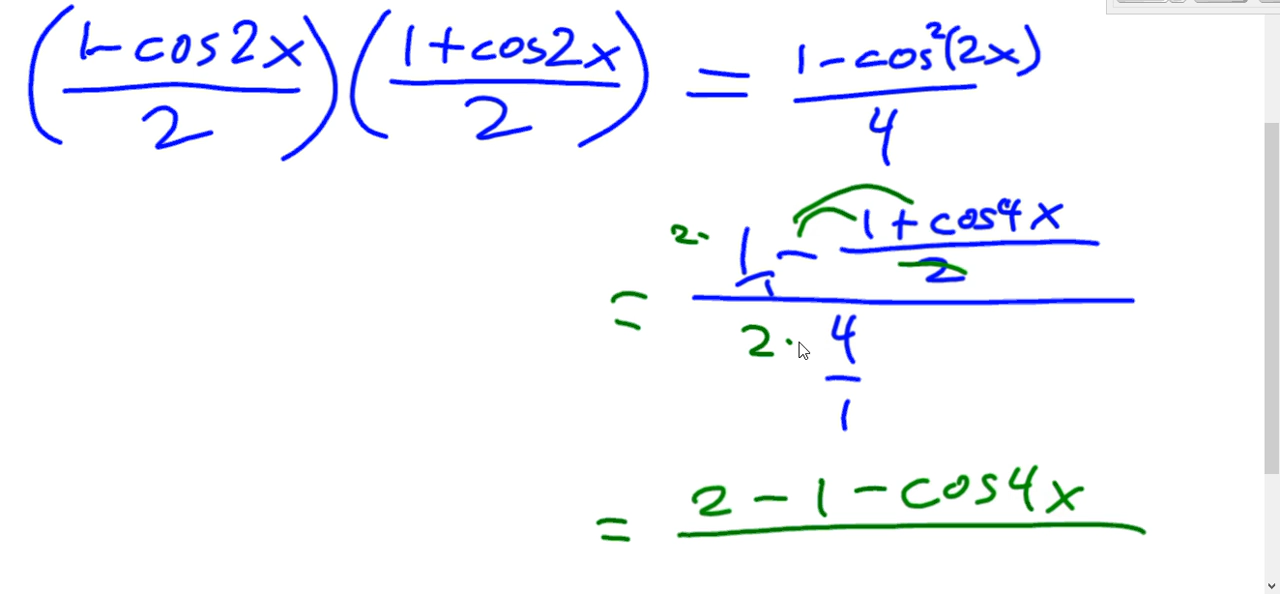 (1-cos2x / 2)(1+cos2x / 2) = 1-cos²(2x) / 4
= 2· 1/1 - 1+cos4x / 2
2· 4/1
= 2-1-cos4x